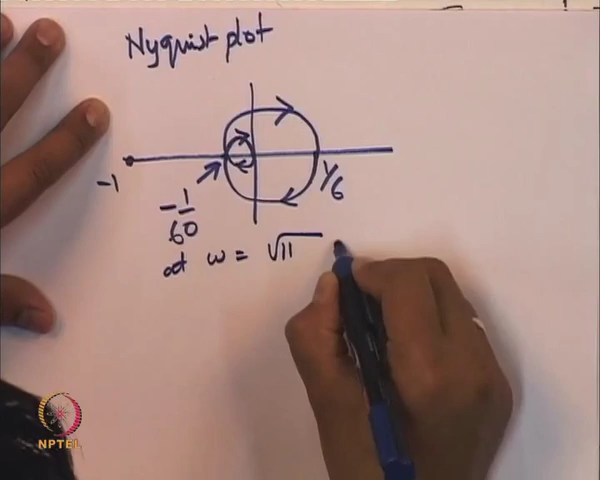 Nyquist plot
-1
1/6
-1/60
at ω = √11
NPTEL